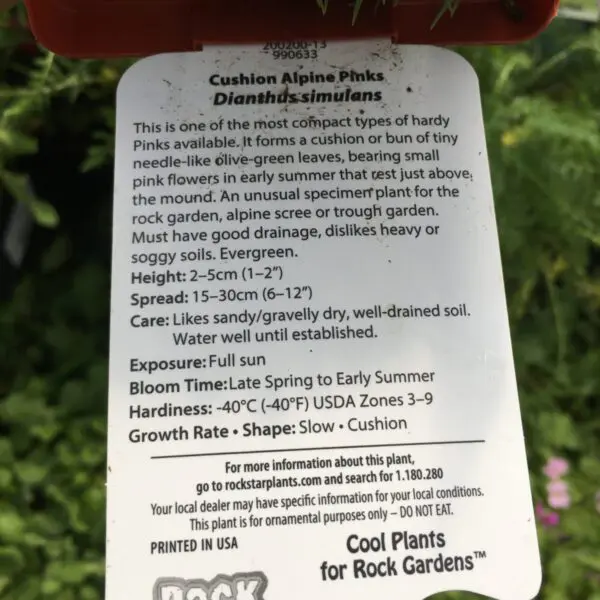 200200-13
990633
Cushion Alpine Pinks
Dianthus simulans
This is one of the most compact types of hardy
Pinks available. It forms a cushion or bun of tiny
needle-like olive-green leaves, bearing small
pink flowers in early summer that rest just above
the mound. An unusual specimen plant for the
rock garden, alpine scree or trough garden.
Must have good drainage, dislikes heavy or
soggy soils. Evergreen.
Height: 2–5cm (1–2″)
Spread: 15–30cm (6–12″)
Care: Likes sandy/gravelly dry, well-drained soil.
Water well until established.
Exposure: Full sun
Bloom Time: Late Spring to Early Summer
Hardiness: -40°C (-40°F) USDA Zones 3–9
Growth Rate • Shape: Slow • Cushion
For more information about this plant,
go to rockstarplants.com and search for 1.180.280
Your local dealer may have specific information for your local conditions.
This plant is for ornamental purposes only – DO NOT EAT.
PRINTED IN USA
Cool Plants
for Rock Gardens™
ROCK